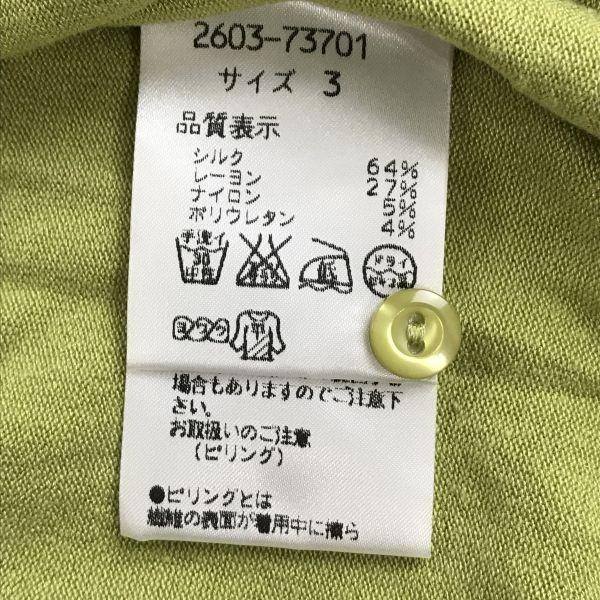 2603-73701
サイズ 3
品質表示
シルク 64%
レーヨン 27%
ナイロン 5%
ポリウレタン 4%
手洗イ 30 中性
ドライ
ヨワク 平
場合もありますのでご注意下
さい。
お取扱いのご注意
(ピリング)
●ピリングとは
繊維の表面が着用中に擦ら